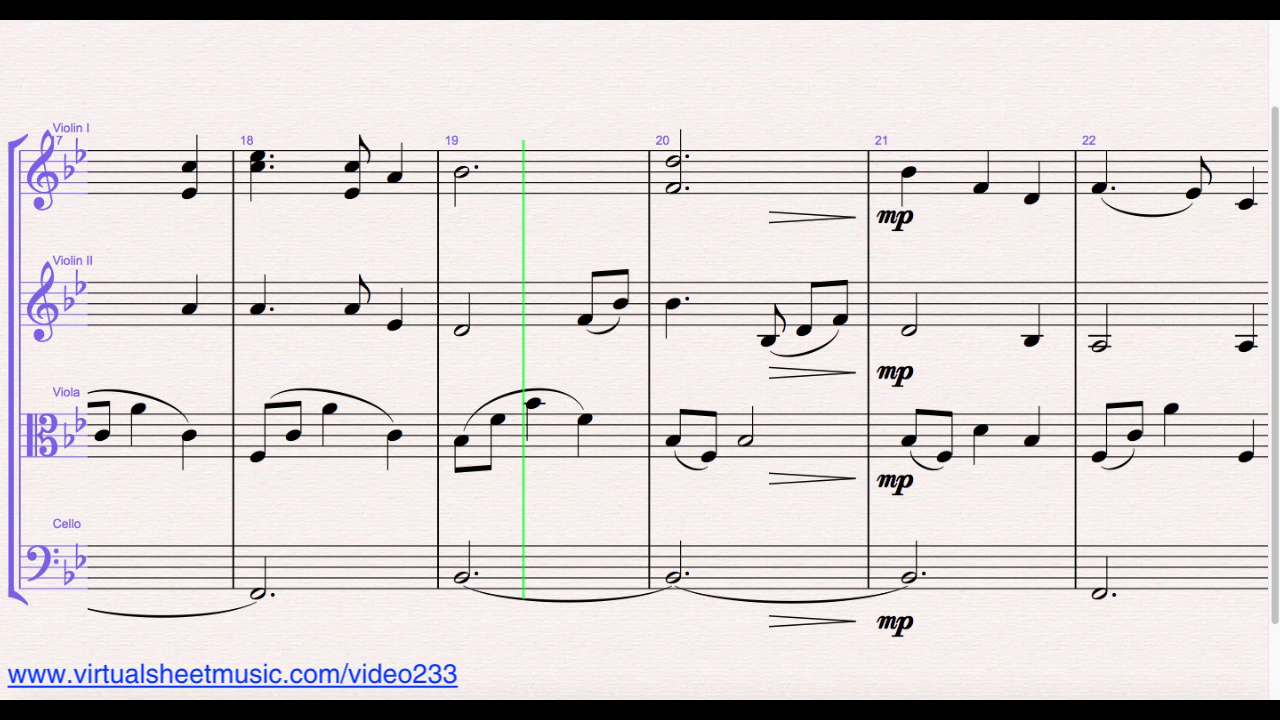 Violin I
17 18 19 20 21 22
mp
Violin II
mp
Viola
mp
Cello
mp
www.virtualsheetmusic.com/video233